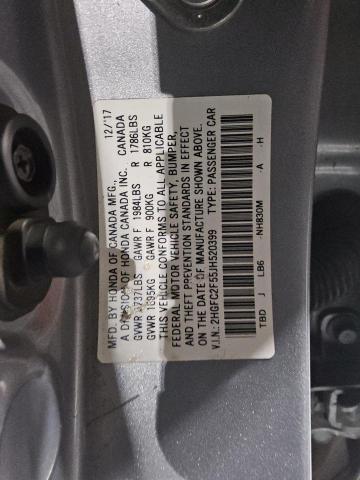 MFD. BY HONDA OF CANADA MFG., 12/'17
A DIVISION OF HONDA CANADA INC. CANADA
GVWR 3737LBS GAWR F 1984LBS R 1786LBS
GVWR 1695KG GAWR F 900KG R 810KG
THIS VEHICLE CONFORMS TO ALL APPLICABLE
FEDERAL MOTOR VEHICLE SAFETY, BUMPER,
AND THEFT PREVENTION STANDARDS IN EFFECT
ON THE DATE OF MANUFACTURE SHOWN ABOVE.
V.I.N.: 2HGFC2F55JH520399 TYPE: PASSENGER CAR
TBD J LB6 NH830M A H